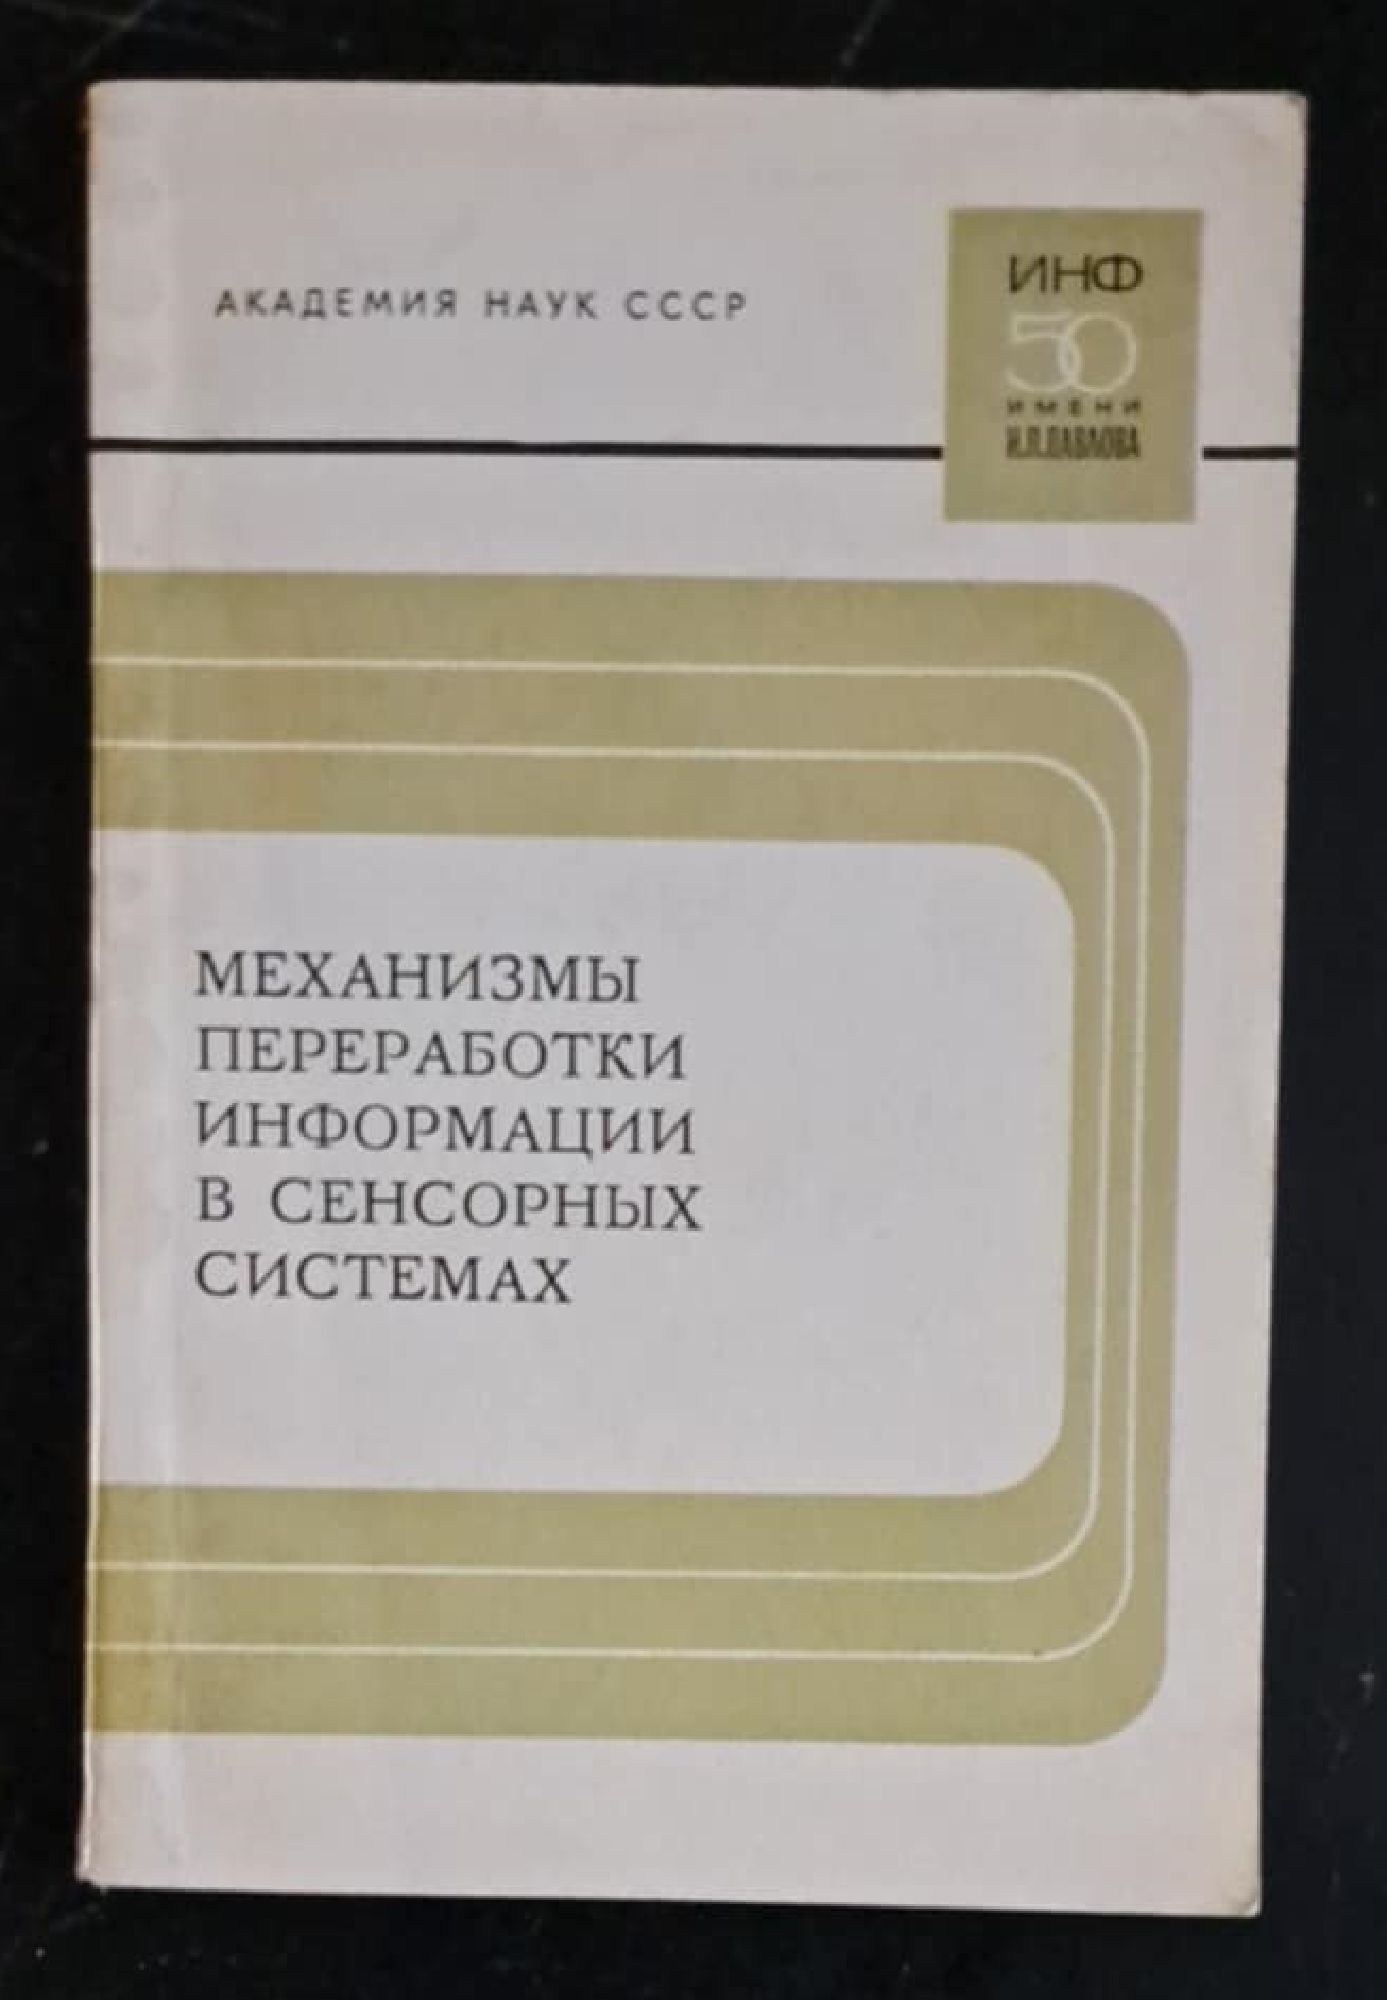 АКАДЕМИЯ НАУК СССР
ИНФ
50
ИМЕНИ
И.П.ПАВЛОВА
МЕХАНИЗМЫ
ПЕРЕРАБОТКИ
ИНФОРМАЦИИ
В СЕНСОРНЫХ
СИСТЕМАХ